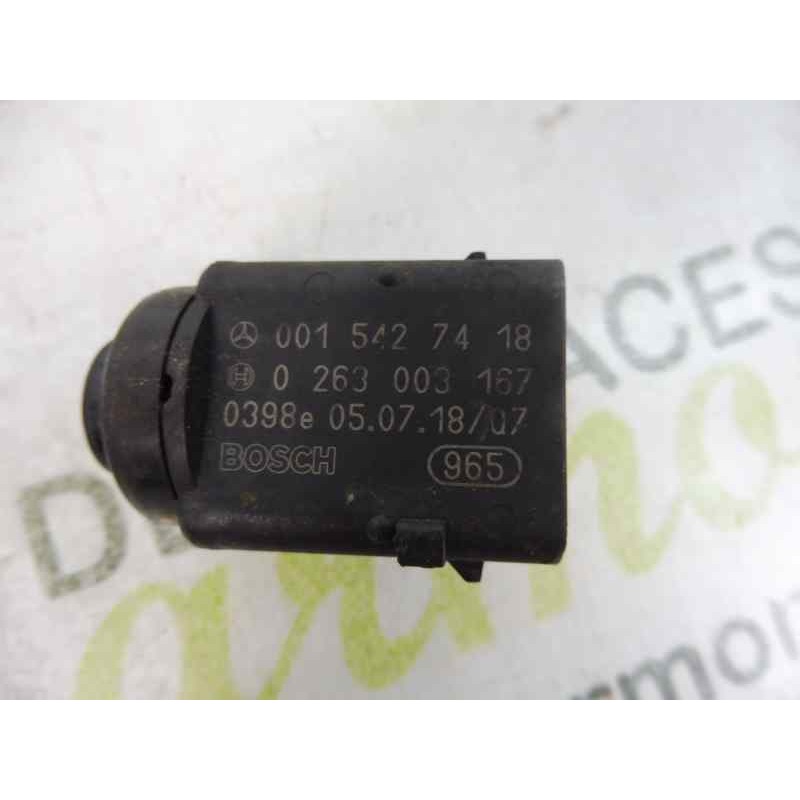 001 542 74 18
0 263 003 167
0398e 05.07.18/07
BOSCH 965